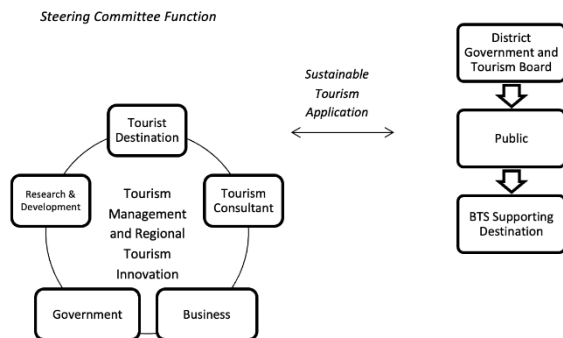 Steering Committee Function
Tourist
Destination
Research &
Development
Tourism
Consultant
Tourism
Management
and Regional
Tourism
Innovation
Government
Business
Sustainable
Tourism
Application
District
Government and
Tourism Board
Public
BTS Supporting
Destination